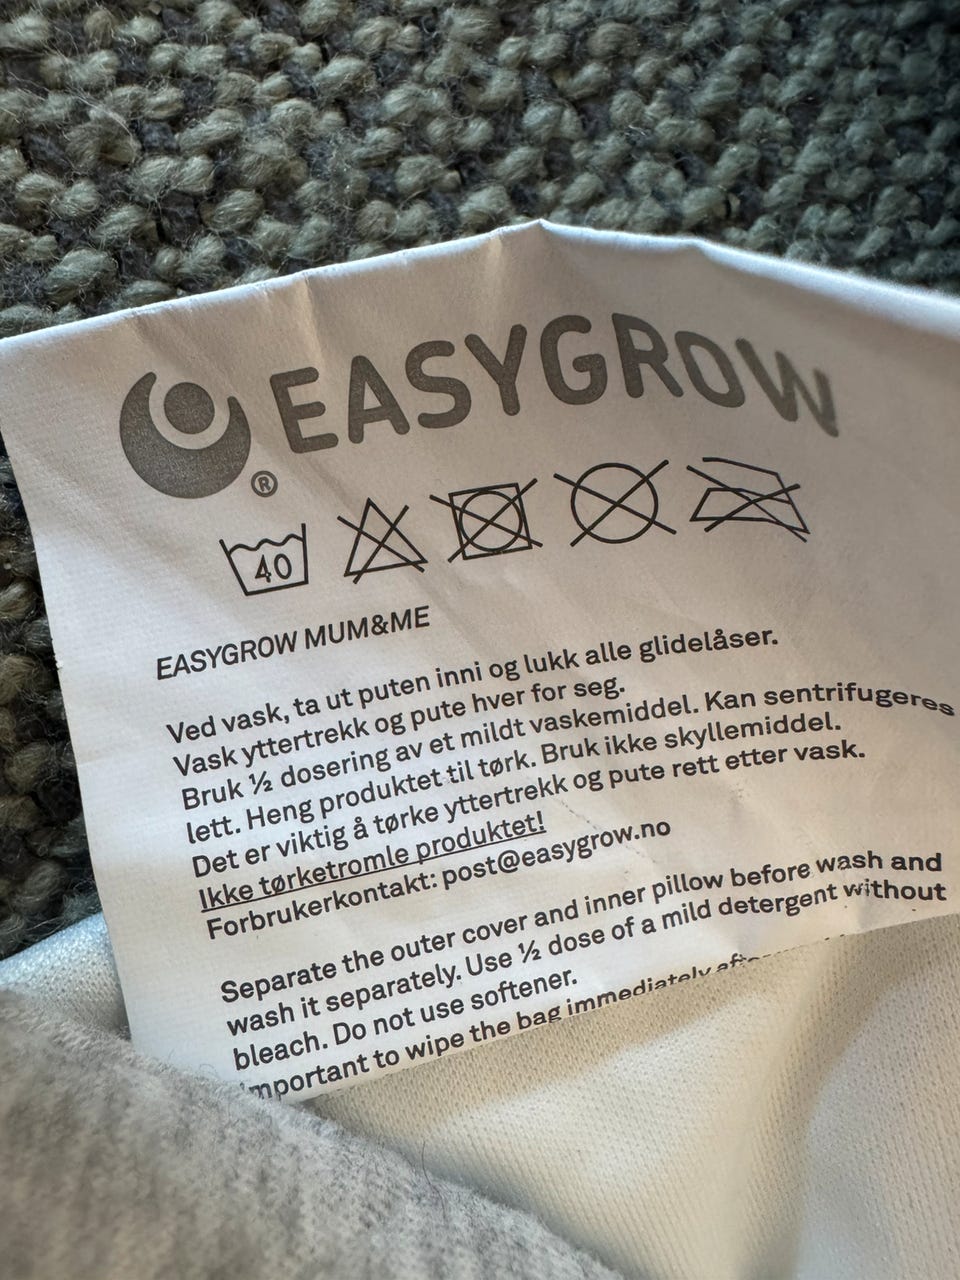 EASYGROW
®
40
EASYGROW MUM&ME
Ved vask, ta ut puten inni og lukk alle glidelåser.
Vask yttertrekk og pute hver for seg.
Bruk ½ dosering av et mildt vaskemiddel. Kan sentrifugeres
lett. Heng produktet til tørk. Bruk ikke skyllemiddel.
Det er viktig å tørke yttertrekk og pute rett etter vask.
Ikke tørketromle produktet!
Forbrukerkontakt: post@easygrow.no
Separate the outer cover and inner pillow before wash and
wash it separately. Use ½ dose of a mild detergent without
bleach. Do not use softener.
important to wipe the bag immediately